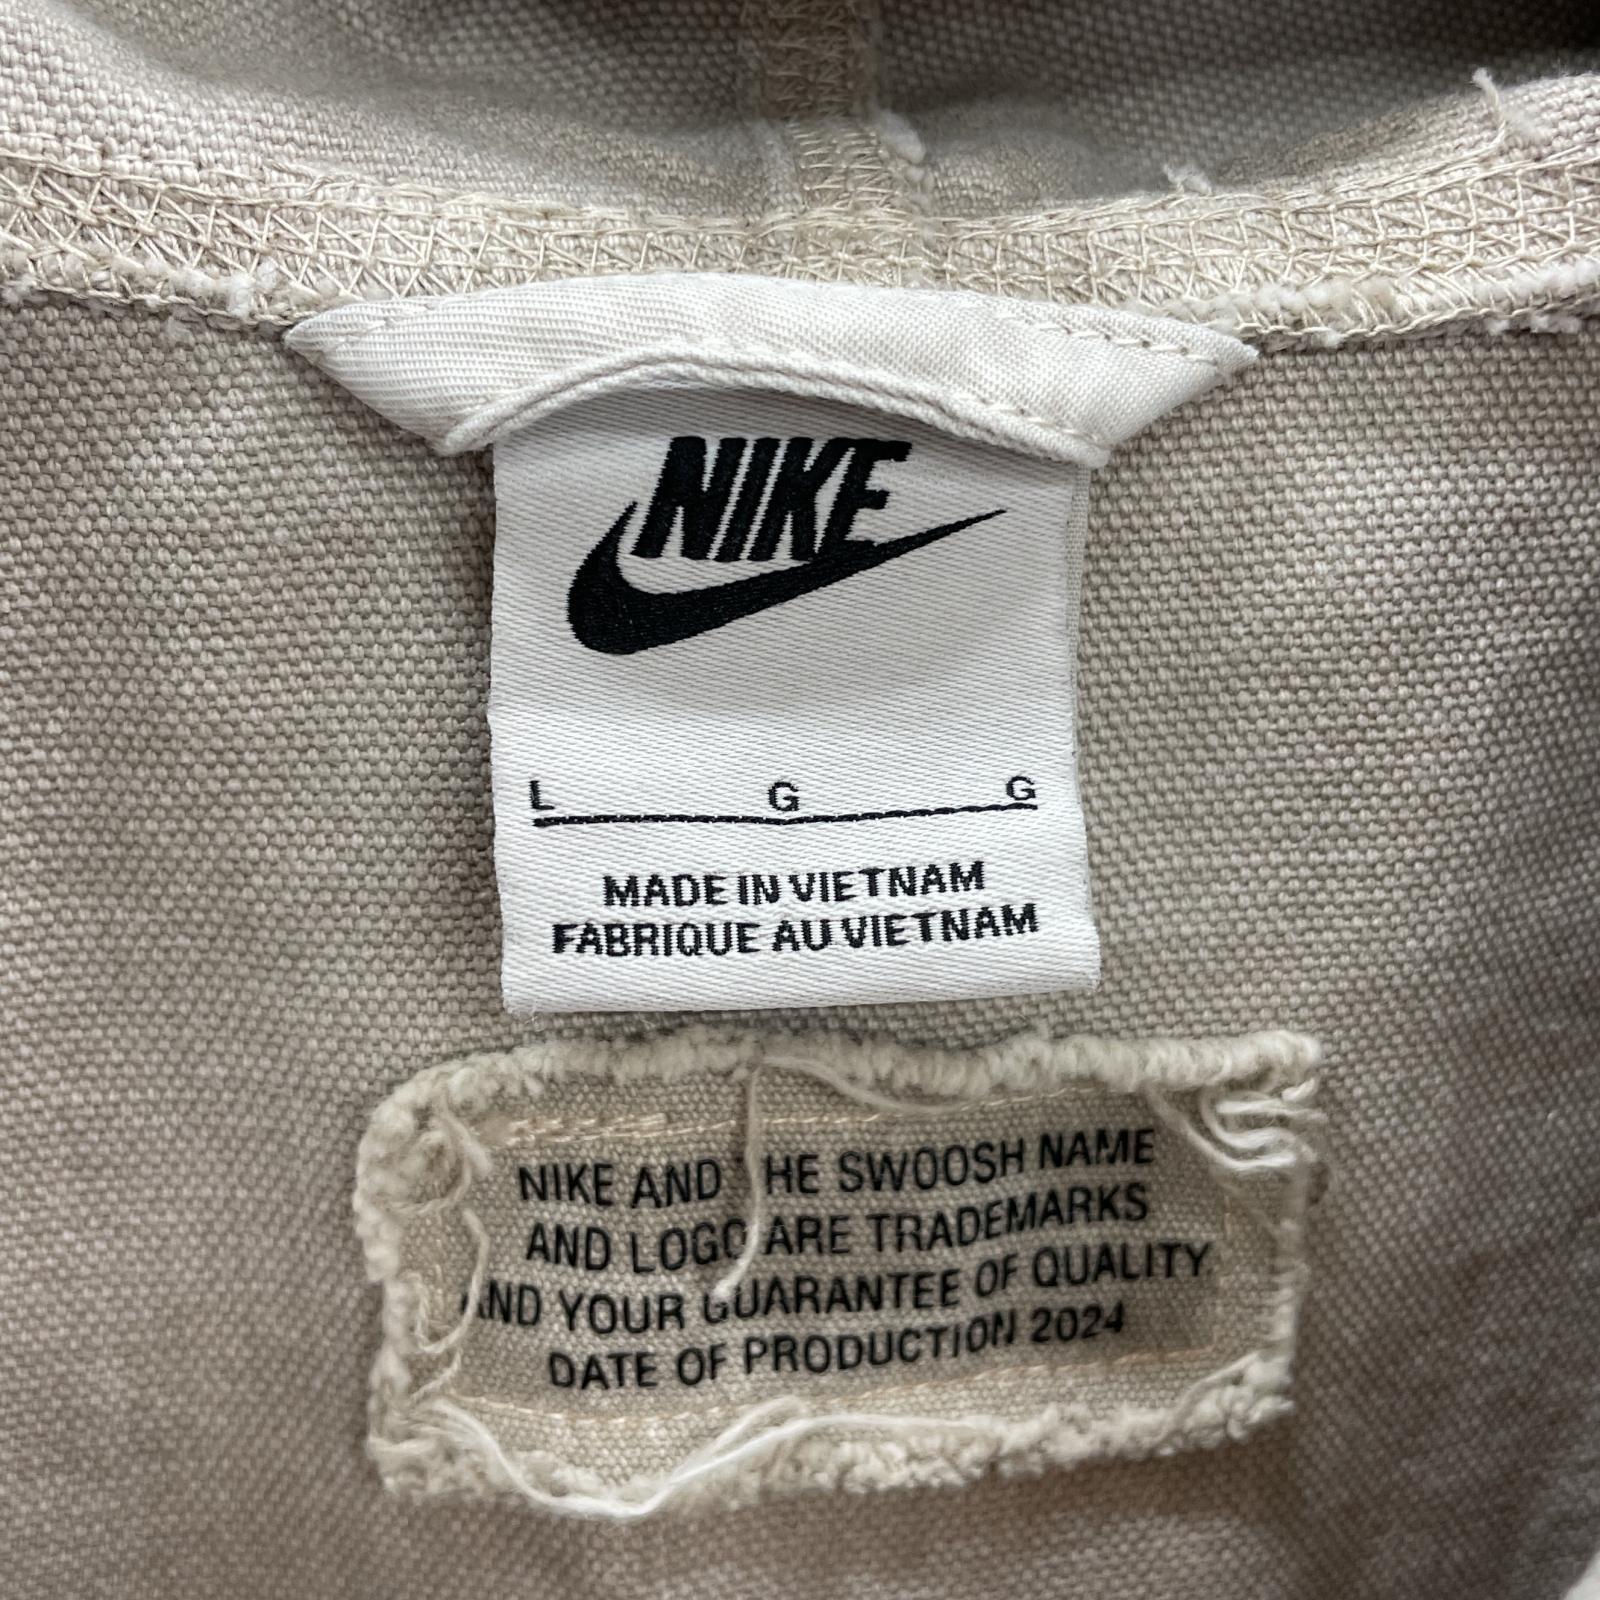 NIKE
L G G
MADE IN VIETNAM
FABRIQUE AU VIETNAM
NIKE AND THE SWOOSH NAME
AND LOGO ARE TRADEMARKS
AND YOUR GUARANTEE OF QUALITY
DATE OF PRODUCTION 2024